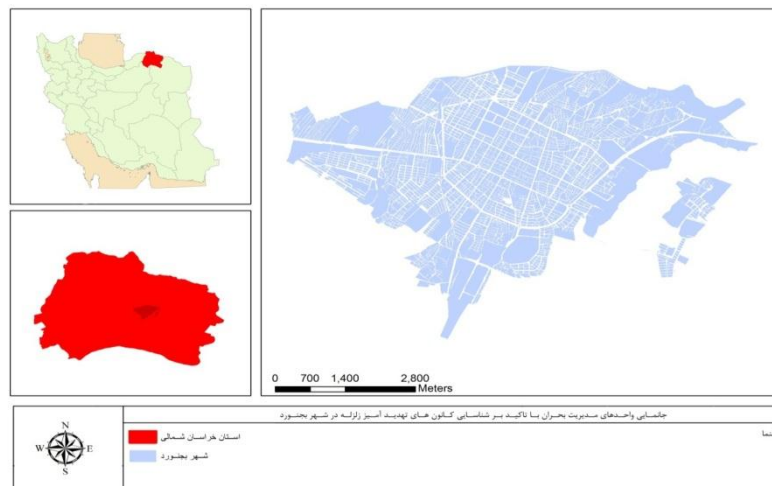 0 700 1,400 2,800
Meters
جانمایی واحدهای مدیریت بحران با تاکید بر شناسایی کانون های تهدید آمیز زلزله در شهر بجنورد
N
W E
S
استان خراسان شمالی
شهر بجنورد